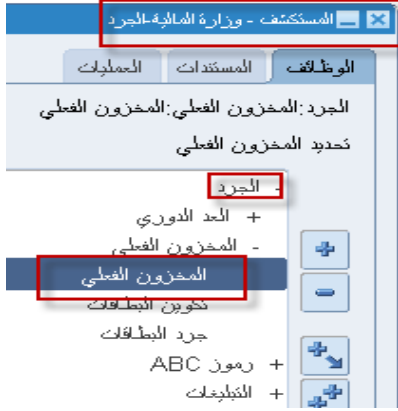 المستكشف - وزارة المالية-الجرد
الوظائف المستندات العمليات
الجرد:المخزون الفعلي:المخزون الفعلي
تحديد المخزون الفعلي
- الجرد
+ العد الدوري
- المخزون الفعلي
المخزون الفعلي
تكوين البطاقات
جرد البطاقات
+ رموز ABC
+ التبليغات